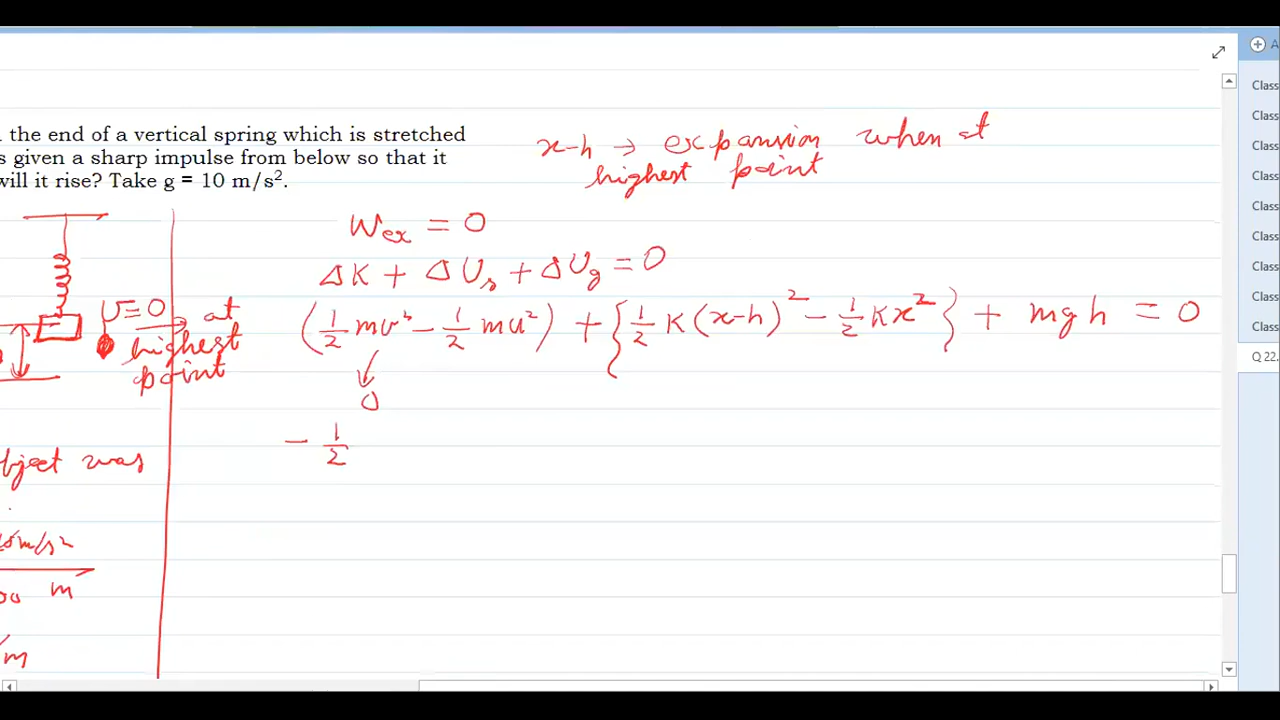 the end of a vertical spring which is stretched
s given a sharp impulse from below so that it
will it rise? Take g = 10 m/s².
x-h → expansion when at
highest point
Wex = 0
ΔK + ΔUs + ΔUg = 0
(1/2 mv² - 1/2 mu²) + {1/2 K(x-h)² - 1/2 Kx²} + mgh = 0
0
- 1/2
v=0 at
highest
point
object was
m/s²
m
/m
Class
Class
Class
Class
Class
Class
Class
Class
Class
Q 22.